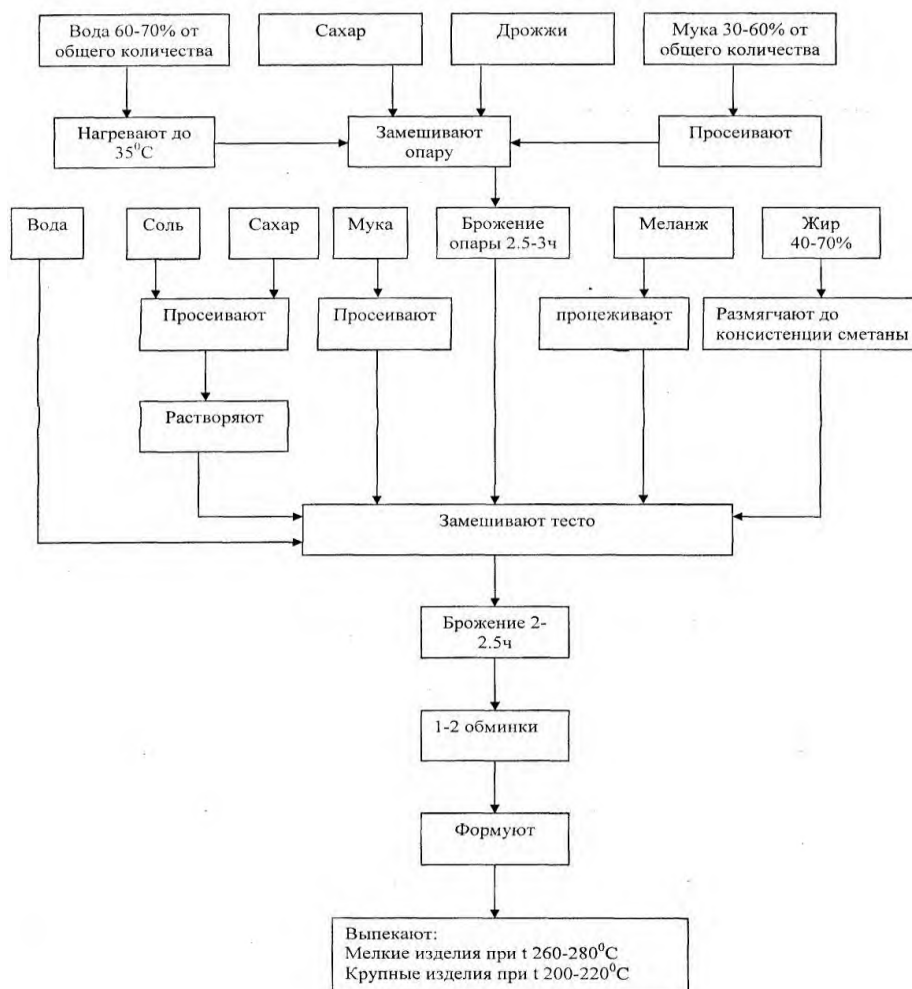 Вода 60-70% от
общего количества
Сахар
Дрожжи
Мука 30-60% от
общего количества
Нагревают до
35⁰С
Замешивают
опару
Просеивают
Вода
Соль
Сахар
Мука
Брожение
опары 2.5-3ч
Меланж
Жир
40-70%
Просеивают
Просеивают
процеживают
Размягчают до
консистенции сметаны
Растворяют
Замешивают тесто
Брожение 2-
2.5ч
1-2 обминки
Формуют
Выпекают:
Мелкие изделия при t 260-280⁰С
Крупные изделия при t 200-220⁰С